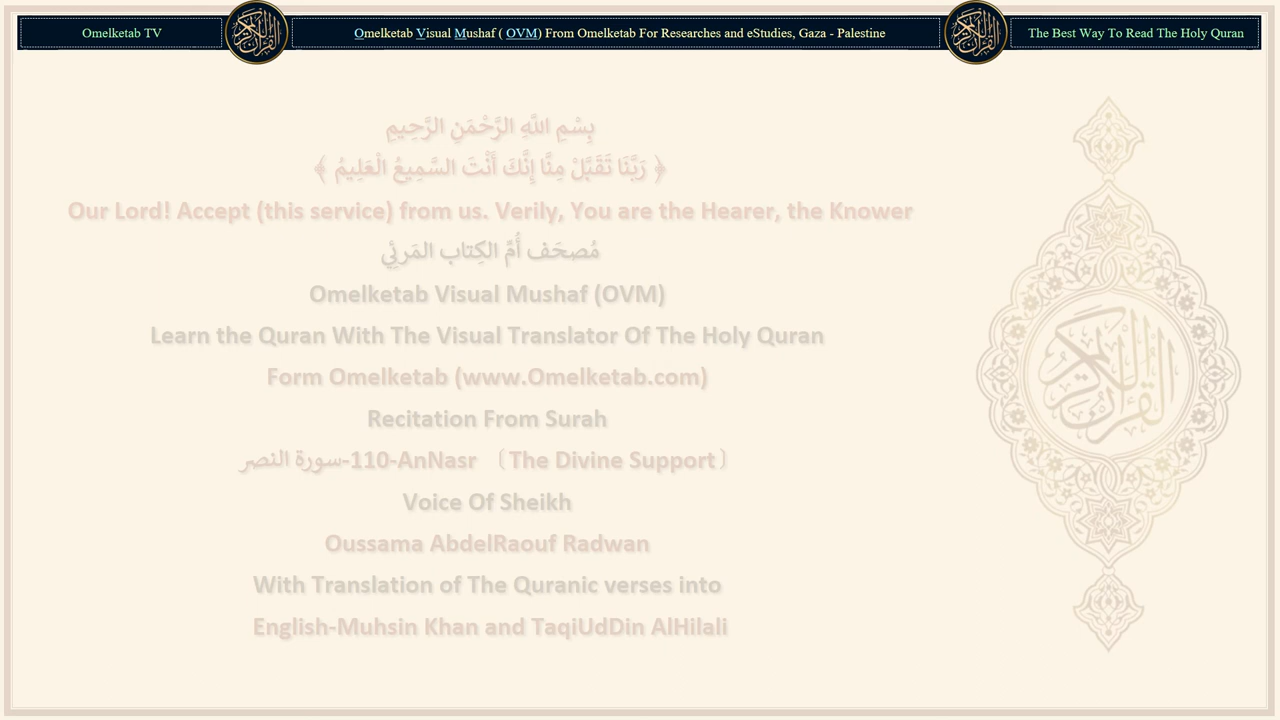 Omelketab TV
Omelketab Visual Mushaf ( OVM) From Omelketab For Researches and eStudies, Gaza - Palestine
The Best Way To Read The Holy Quran
بِسْمِ اللَّهِ الرَّحْمَنِ الرَّحِيمِ
﴿ رَبَّنَا تَقَبَّلْ مِنَّا إِنَّكَ أَنْتَ السَّمِيعُ الْعَلِيمُ ﴾
Our Lord! Accept (this service) from us. Verily, You are the Hearer, the Knower
مُصحَف أُمِّ الكِتاب المَرئِي
Omelketab Visual Mushaf (OVM)
Learn the Quran With The Visual Translator Of The Holy Quran
Form Omelketab (www.Omelketab.com)
Recitation From Surah
سورة النصر-110-AnNasr 〔The Divine Support〕
Voice Of Sheikh
Oussama AbdelRaouf Radwan
With Translation of The Quranic verses into
English-Muhsin Khan and TaqiUdDin AlHilali
القرآن الكريم